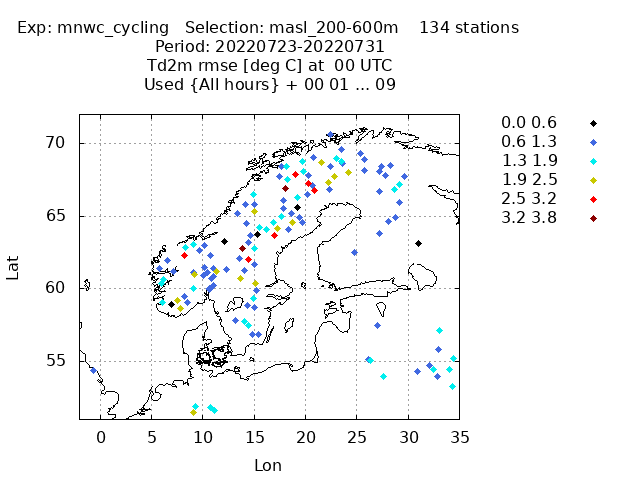 Exp: mnwc_cycling   Selection: masl_200-600m    134 stations
Period: 20220723-20220731
Td2m rmse [deg C] at  00 UTC
Used {All hours} + 00 01 ... 09
0.0 0.6
0.6 1.3
1.3 1.9
1.9 2.5
2.5 3.2
3.2 3.8
70
65
60
55
Lat
0 5 10 15 20 25 30 35
Lon